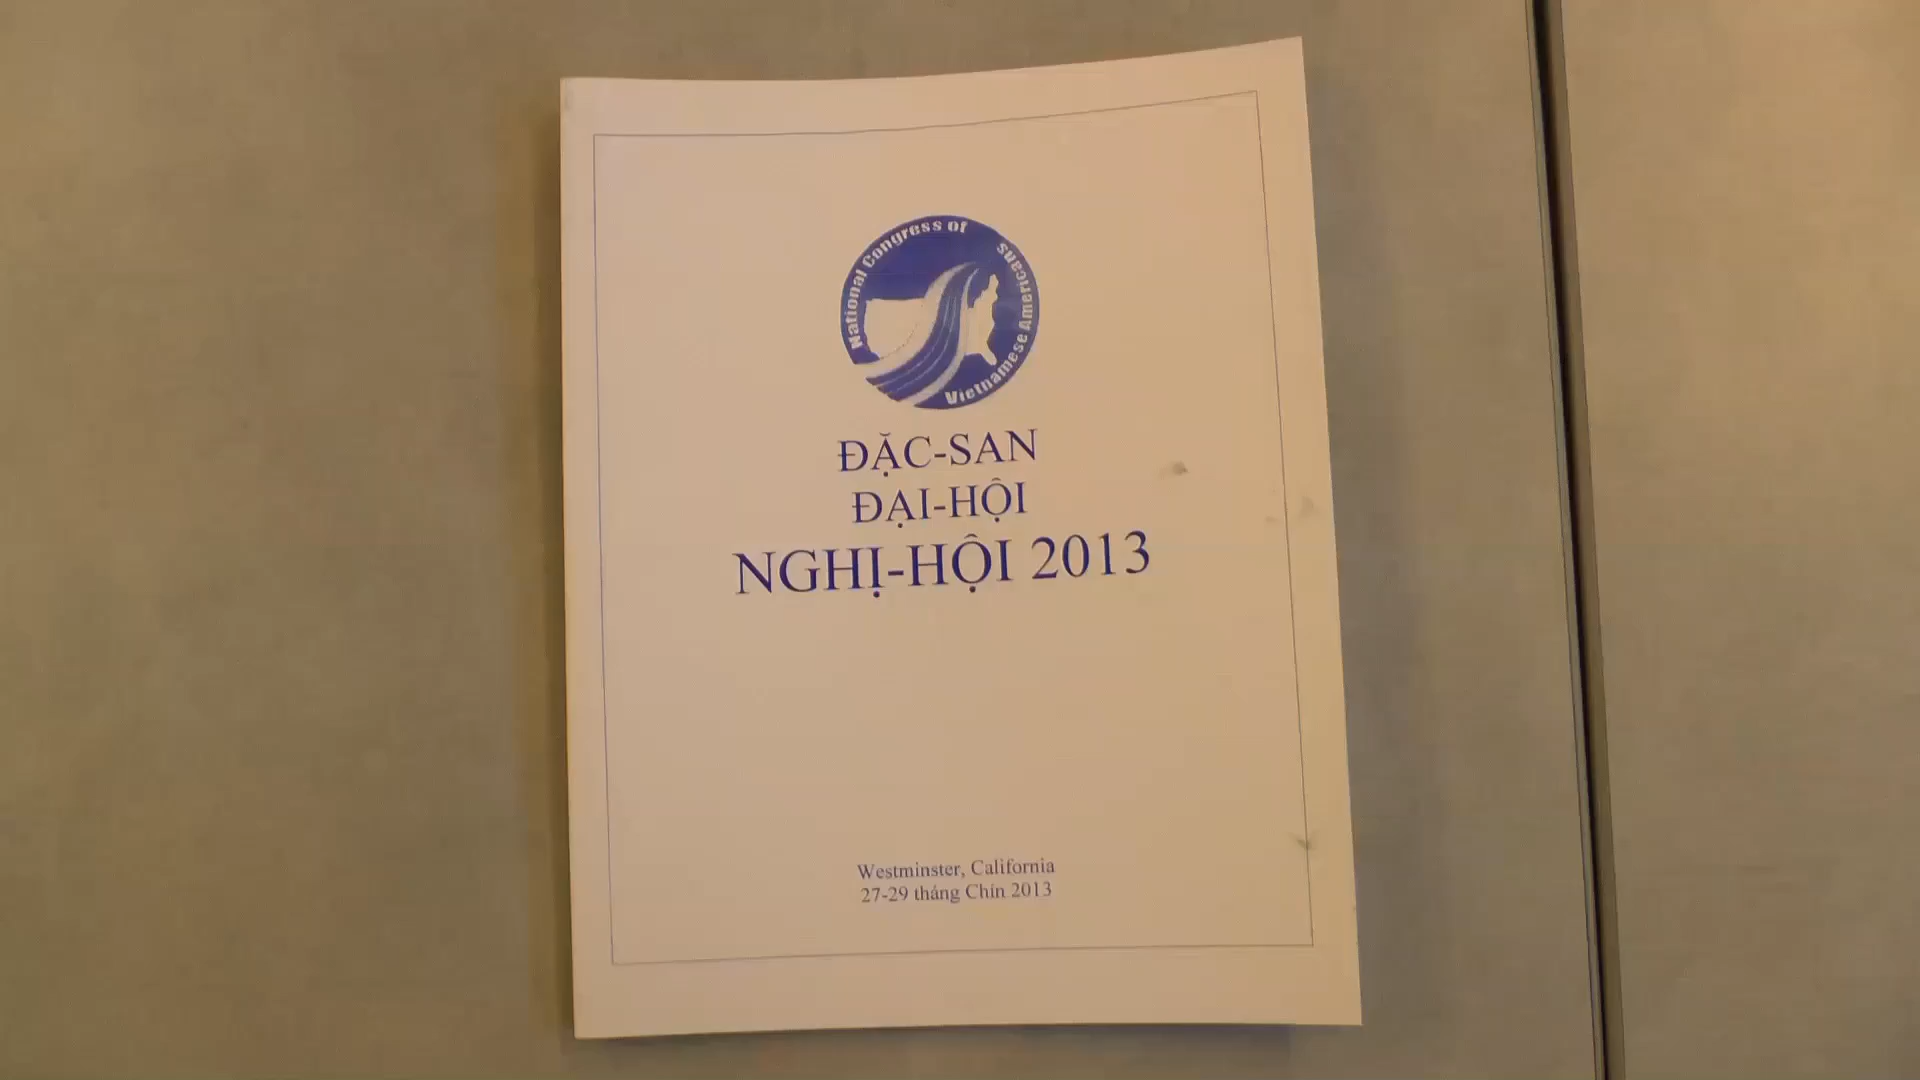 National Congress of
Vietnamese Americans
ĐẶC-SAN
ĐẠI-HỘI
NGHỊ-HỘI 2013
Westminster, California
27-29 tháng Chín 2013